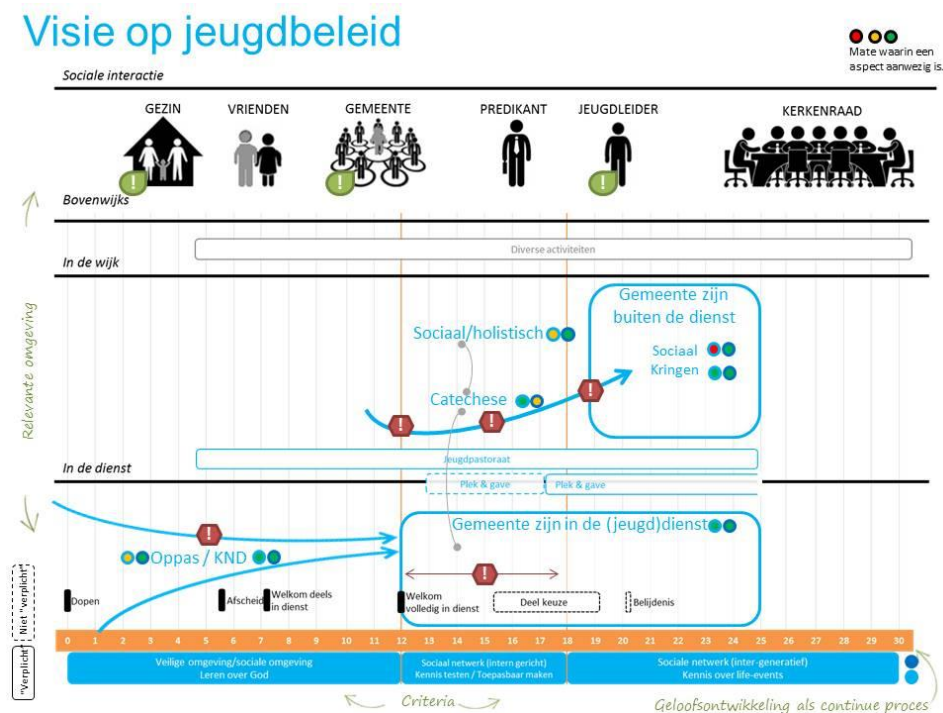 Visie op jeugdbeleid
Mate waarin een
aspect aanwezig is.
Sociale interactie
GEZIN
VRIENDEN
GEMEENTE
PREDIKANT
JEUGDLEIDER
KERKENRAAD
!
!
!
Bovenwijks
Diverse activiteiten
In de wijk
Gemeente zijn
buiten de dienst
Sociaal/holistisch
Sociaal
Kringen
Catechese
!
!
!
Relevante omgeving
Jeugdpastoraat
In de dienst
Plek & gave
Plek & gave
Gemeente zijn in de (jeugd)dienst
!
Oppas / KND
!
Dopen
Afscheid
Welkom deels
in dienst
Welkom
volledig in dienst
Deel keuze
Belijdenis
Niet "verplicht"
"Verplicht"
0 1 2 3 4 5 6 7 8 9 10 11 12 13 14 15 16 17 18 19 20 21 22 23 24 25 26 27 28 29 30
Veilige omgeving/sociale omgeving
Leren over God
Sociaal netwerk (intern gericht)
Kennis testen / Toepasbaar maken
Sociale netwerk (inter-generatief)
Kennis over life-events
Criteria
Geloofsontwikkeling als continue proces